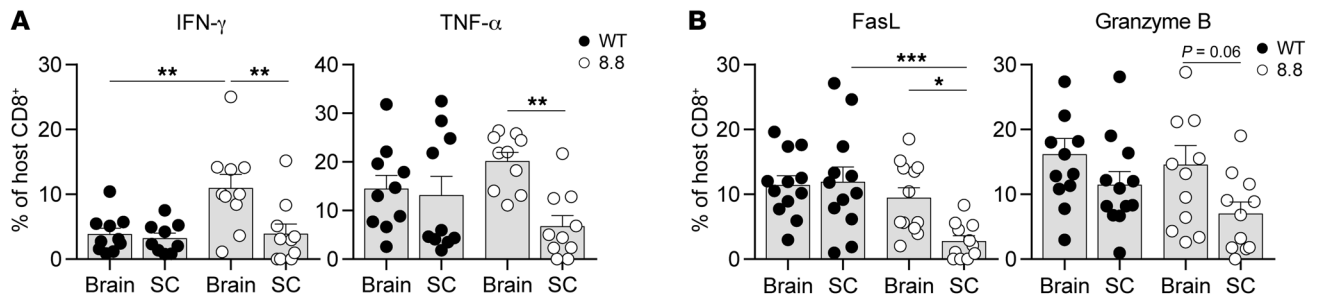 A
IFN-γ
TNF-α
WT
8.8
% of host CD8⁺
30
20
10
0
**
**
Brain SC Brain SC
40
30
20
10
0
**
Brain SC Brain SC
B
FasL
Granzyme B
WT
8.8
% of host CD8⁺
30
20
10
0
***
*
Brain SC Brain SC
30
20
10
0
P = 0.06
Brain SC Brain SC